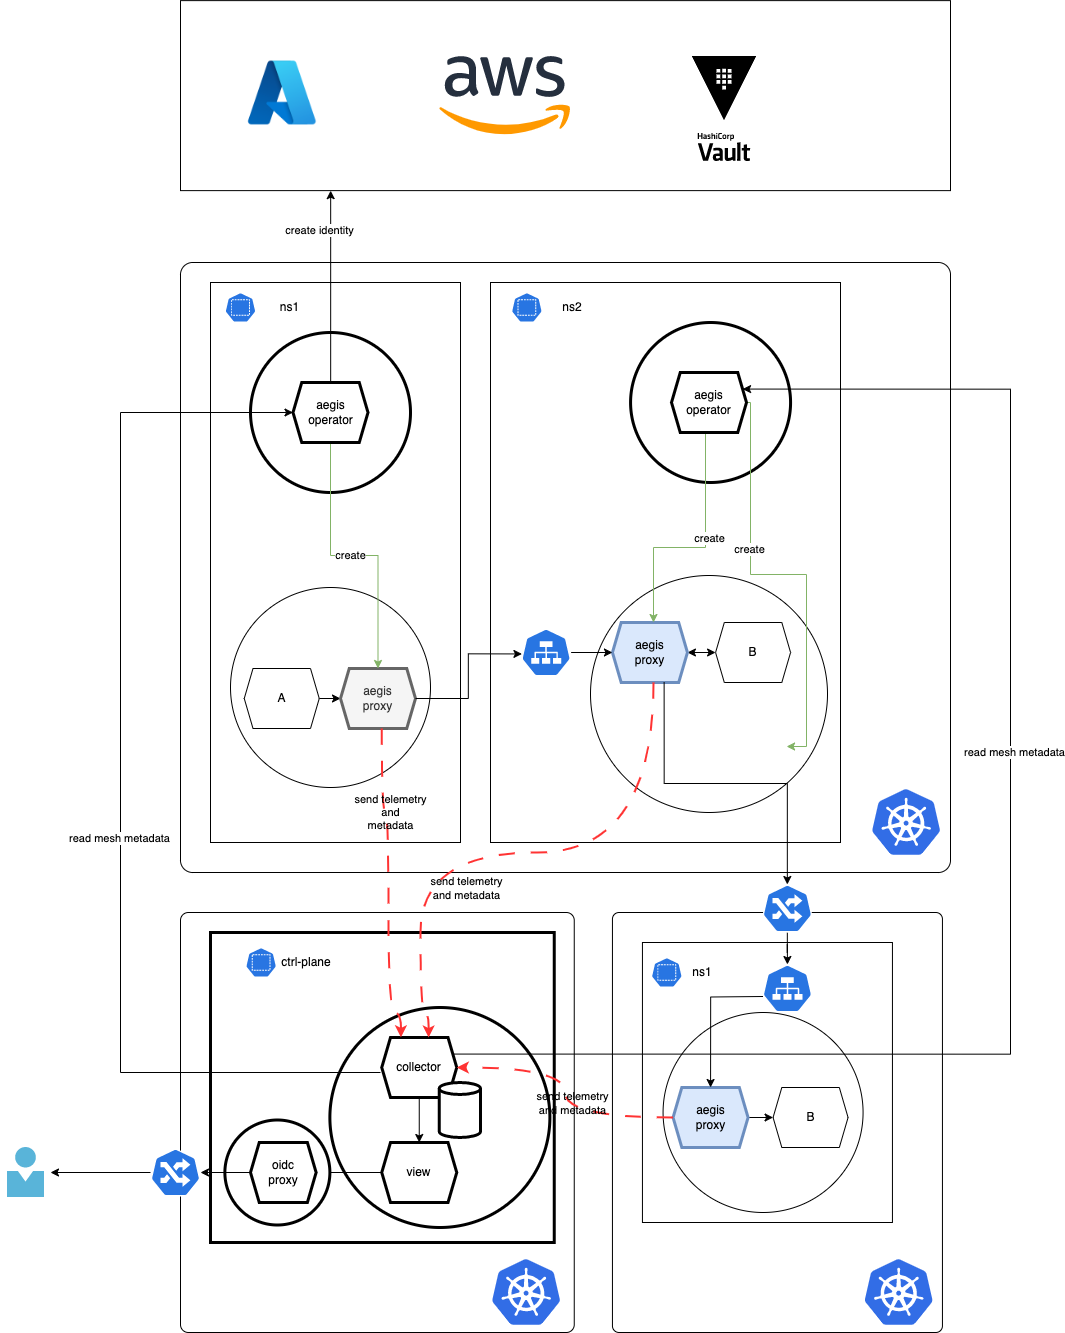 aws
HashiCorp
Vault
create identity
ns1
ns2
aegis
operator
aegis
operator
create
create
create
aegis
proxy
B
A
aegis
proxy
read mesh metadata
send telemetry
and
metadata
read mesh metadata
send telemetry
and metadata
ctrl-plane
ns1
collector
send telemetry
and metadata
aegis
proxy
B
oidc
proxy
view